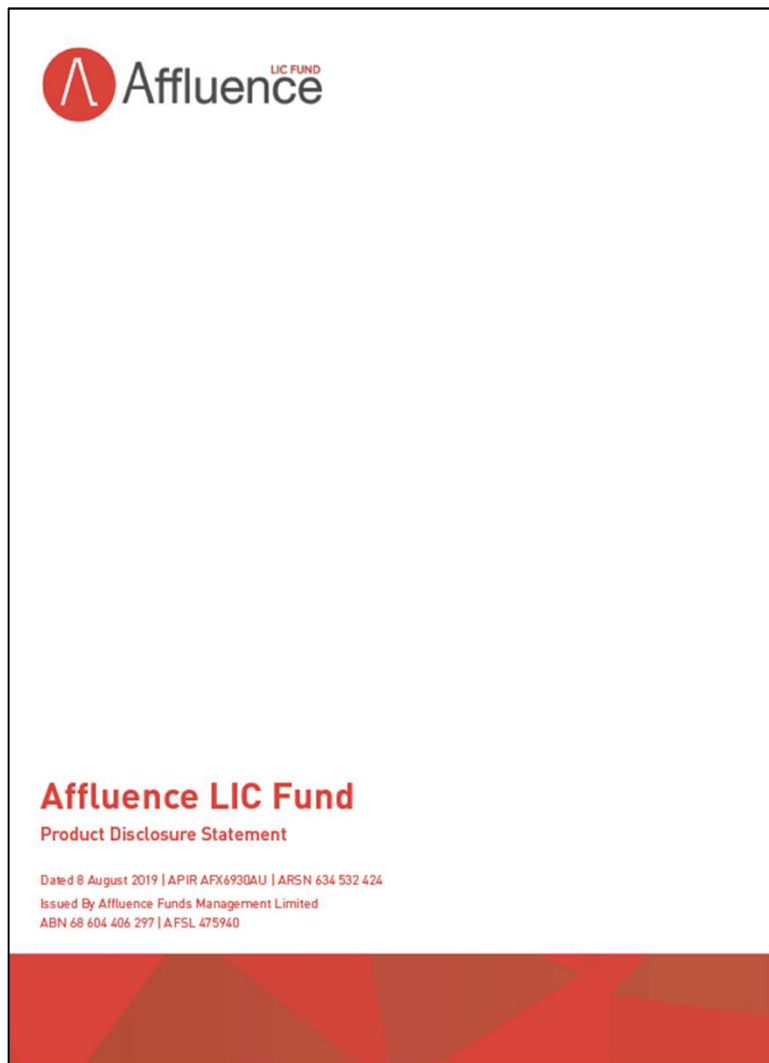 LIC FUND
Affluence
Affluence LIC Fund
Product Disclosure Statement
Dated 8 August 2019 | APIR AFX6930AU | ARSN 634 532 424
Issued By Affluence Funds Management Limited
ABN 68 604 406 297 | AFSL 475940